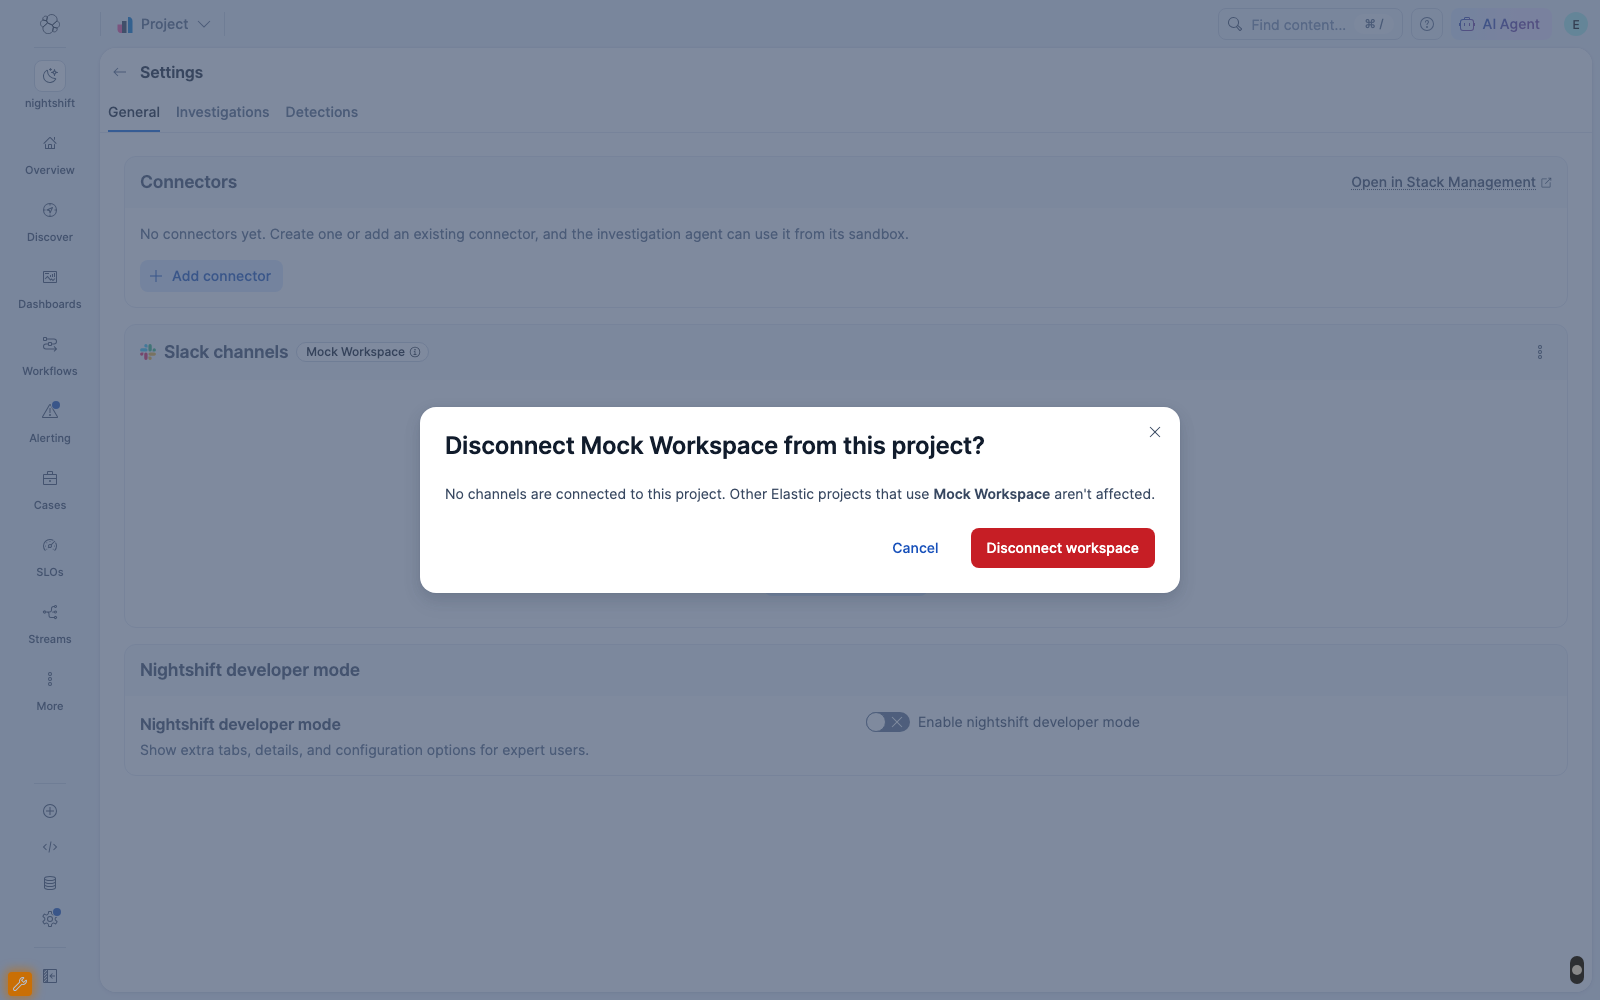 Project
Find content...
⌘ /
AI Agent
E
nightshift
Overview
Discover
Dashboards
Workflows
Alerting
Cases
SLOs
Streams
More
Settings
General
Investigations
Detections
Connectors
Open in Stack Management
No connectors yet. Create one or add an existing connector, and the investigation agent can use it from its sandbox.
Add connector
Slack channels
Mock Workspace
Disconnect Mock Workspace from this project?
No channels are connected to this project. Other Elastic projects that use Mock Workspace aren't affected.
Cancel
Disconnect workspace
Nightshift developer mode
Nightshift developer mode
Show extra tabs, details, and configuration options for expert users.
Enable nightshift developer mode